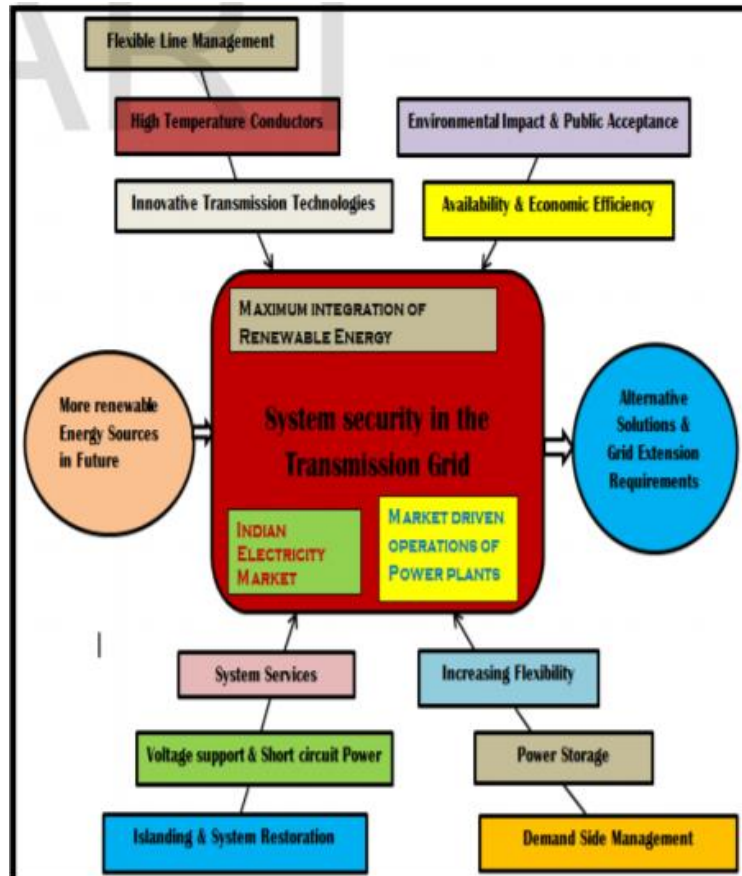 Flexible Line Management
High Temperature Conductors
Environmental Impact & Public Acceptance
Innovative Transmission Technologies
Availability & Economic Efficiency
MAXIMUM INTEGRATION OF
RENEWABLE ENERGY
More renewable
Energy Sources
in Future
System security in the
Transmission Grid
Alternative
Solutions &
Grid Extension
Requirements
INDIAN
ELECTRICITY
MARKET
MARKET DRIVEN
OPERATIONS OF
POWER PLANTS
System Services
Increasing Flexibility
Voltage support & Short circuit Power
Power Storage
Islanding & System Restoration
Demand Side Management